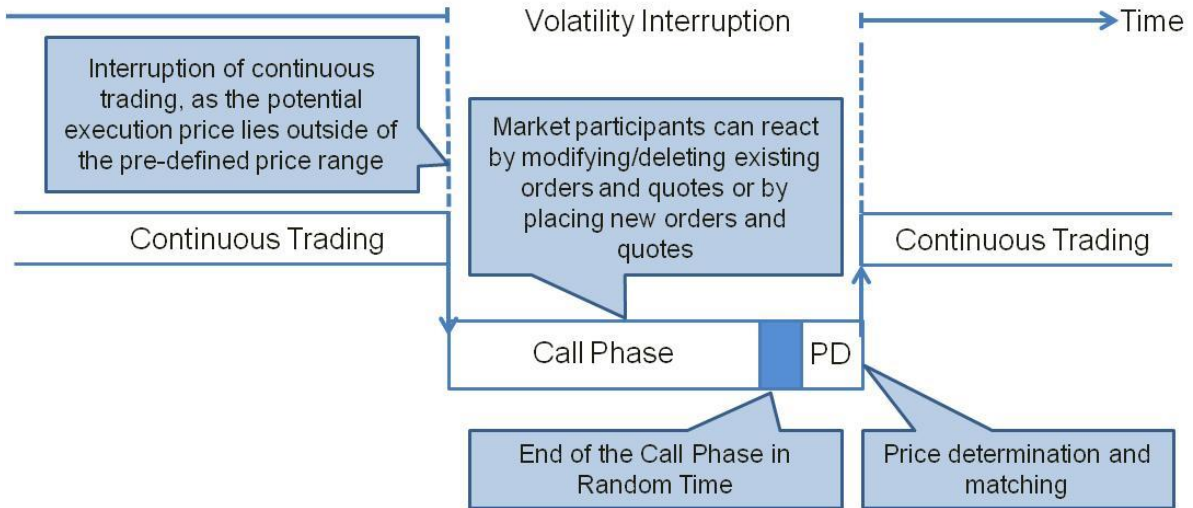 Volatility Interruption
Time
Interruption of continuous
trading, as the potential
execution price lies outside of
the pre-defined price range
Market participants can react
by modifying/deleting existing
orders and quotes or by
placing new orders and
quotes
Continuous Trading
Continuous Trading
Call Phase
PD
End of the Call Phase in
Random Time
Price determination and
matching